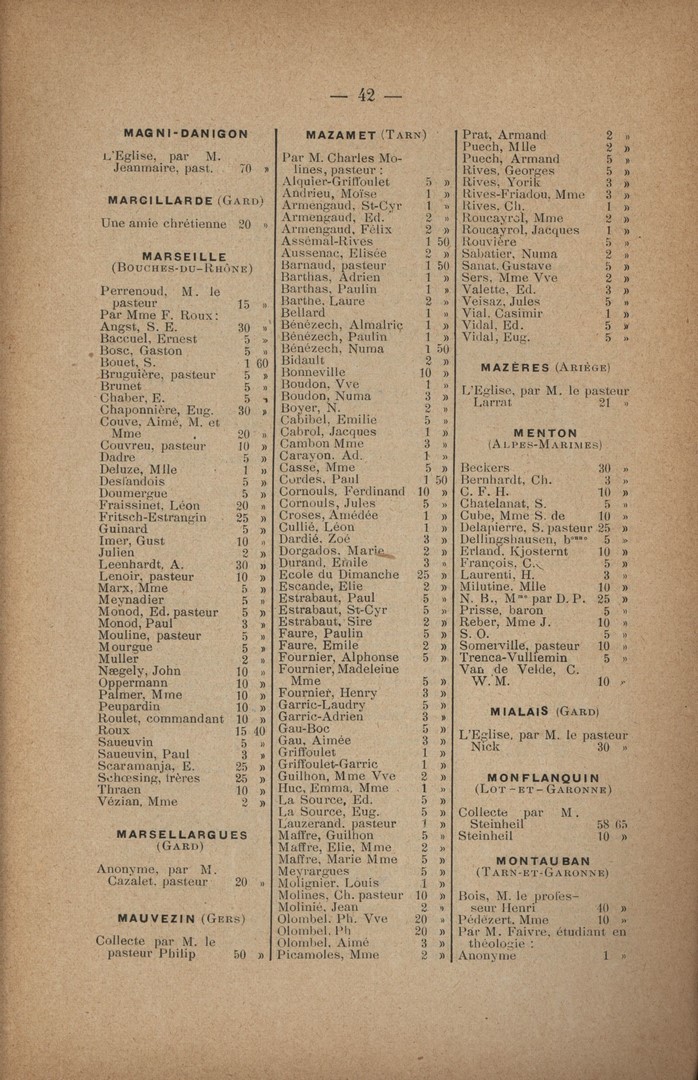 — 42 —
MAGNI-DANIGON
L'Eglise, par M.
Jeanmaire, past. 70 »
MARCILLARDE (GARD)
Une amie chrétienne 20 »
MARSEILLE
(BOUCHES-DU-RHÔNE)
Perrenoud, M. le
pasteur 15 »
Par Mme F. Roux :
Angst, S. E. 30 »
Baccuel, Ernest 5 »
Bosc, Gaston 5 »
Bouet, S. 1 60
Bruguière, pasteur 5 »
Brunet 5 »
Chaber, E. 5 »
Chaponnière, Eug. 30 »
Couve, Aimé, M. et
Mme 20 »
Couvreu, pasteur 10 »
Dadre 5 »
Deluze, Mlle 1 »
Deslandois 5 »
Doumergue 5 »
Fraissinet, Léon 20 »
Fritsch-Estrangin 25 »
Guinard 5 »
Imer, Gust 10 »
Julien 2 »
Leenhardt, A. 30 »
Lenoir, pasteur 10 »
Marx, Mme 5 »
Meynadier 5 »
Monod, Ed. pasteur 5 »
Monod, Paul 3 »
Mouline, pasteur 5 »
Mourgue 5 »
Muller 2 »
Nægely, John 10 »
Oppermann 10 »
Palmer, Mme 10 »
Peupardin 10 »
Roulet, commandant 10 »
Roux 15 40
Saueuvin 5 »
Saueuvin, Paul 3 »
Scaramanja, E. 25 »
Schœsing, frères 25 »
Thraen 10 »
Vézian, Mme 2 »
MARSELLARGUES
(GARD)
Anonyme, par M.
Cazalet, pasteur 20 »
MAUVEZIN (GERS)
Collecte par M. le
pasteur Philip 50 »
MAZAMET (TARN)
Par M. Charles Mo-
lines, pasteur :
Alquier-Griffoulet 5 »
Andrieu, Moïse 1 »
Armengaud, St-Cyr 1 »
Armengaud, Ed. 2 »
Armengaud, Félix 2 »
Assémal-Rives 1 50
Aussenac, Elisée 2 »
Barnaud, pasteur 1 50
Barthas, Adrien 1 »
Barthas, Paulin 1 »
Barthe, Laure 2 »
Bellard 1 »
Bénézech, Almalric 1 »
Bénézech, Paulin 1 »
Bénézech, Numa 1 50
Bidault 2 »
Bonneville 10 »
Boudon, Vve 1 »
Boudon, Numa 3 »
Boyer, N. 2 »
Cabibel, Emilie 5 »
Cabrol, Jacques 1 »
Cambon Mme 3 »
Carayon, Ad. 1 »
Casse, Mme 5 »
Cordes, Paul 1 50
Cornouls, Ferdinand 10 »
Cornouls, Jules 5 »
Croses, Amédée 1 »
Cullié, Léon 1 »
Dardié, Zoé 3 »
Dorgados, Marie 2 »
Durand, Emile 3 »
Ecole du Dimanche 25 »
Escande, Elie 2 »
Estrabaut, Paul 5 »
Estrabaut, St-Cyr 5 »
Estrabaut, Sire 2 »
Faure, Paulin 5 »
Faure, Emile 2 »
Fournier, Alphonse 5 »
Fournier, Madeleine
Mme 5 »
Fournier, Henry 3 »
Garric-Laudry 5 »
Garric-Adrien 3 »
Gau-Boc 5 »
Gau, Aimée 3 »
Griffoulet 1 »
Griffoulet-Garric 1 »
Guilhon, Mme Vve 2 »
Huc, Emma, Mme 1 »
La Source, Ed. 5 »
La Source, Eug. 5 »
Lauzerand, pasteur 1 »
Maffre, Guilhon 5 »
Maffre, Elie, Mme 2 »
Maffre, Marie Mme 5 »
Meyrargues 5 »
Molignier, Louis 1 »
Molines, Ch. pasteur 10 »
Molinié, Jean 2 »
Olombel, Ph. Vve 20 »
Olombel, Ph 20 »
Olombel, Aimé 3 »
Picamoles, Mme 2 »
Prat, Armand 2 »
Puech, Mlle 2 »
Puech, Armand 5 »
Rives, Georges 5 »
Rives, Yorik 3 »
Rives-Friadou, Mme 3 »
Rives, Ch. 1 »
Roucayrol, Mme 2 »
Roucayrol, Jacques 1 »
Rouvière 5 »
Sabatier, Numa 2 »
Sanat, Gustave 5 »
Sers, Mme Vve 2 »
Valette, Ed. 3 »
Veisaz, Jules 5 »
Vial, Casimir 1 »
Vidal, Ed. 5 »
Vidal, Eug. 5 »
MAZÈRES (ARIÈGE)
L'Eglise, par M. le pasteur
Larrat 21 »
MENTON
(ALPES-MARIMES)
Beckers 30 »
Bernhardt, Ch. 3 »
C. F. H. 10 »
Chatelanat, S. 5 »
Cube, Mme S. de 10 »
Delapierre, S. pasteur 25 »
Dellingshausen, bonne 5 »
Erland, Kjosternt 10 »
François, C. 5 »
Laurenti, H. 3 »
Milutine, Mlle 10 »
N. B., Mme par D. P. 25 »
Prisse, baron 5 »
Reber, Mme J. 10 »
S. O. 5 »
Somerville, pasteur 10 »
Trenca-Vulliemin 5 »
Van de Velde, C.
W. M. 10 »
MIALAIS (GARD)
L'Eglise, par M. le pasteur
Nick 30 »
MONFLANQUIN
(LOT-ET-GARONNE)
Collecte par M.
Steinheil 58 65
Steinheil 10 »
MONTAUBAN
(TARN-ET-GARONNE)
Bois, M. le profes-
seur Henri 40 »
Pédézert, Mme 10 »
Par M. Faivre, étudiant en
théologie :
Anonyme 1 »